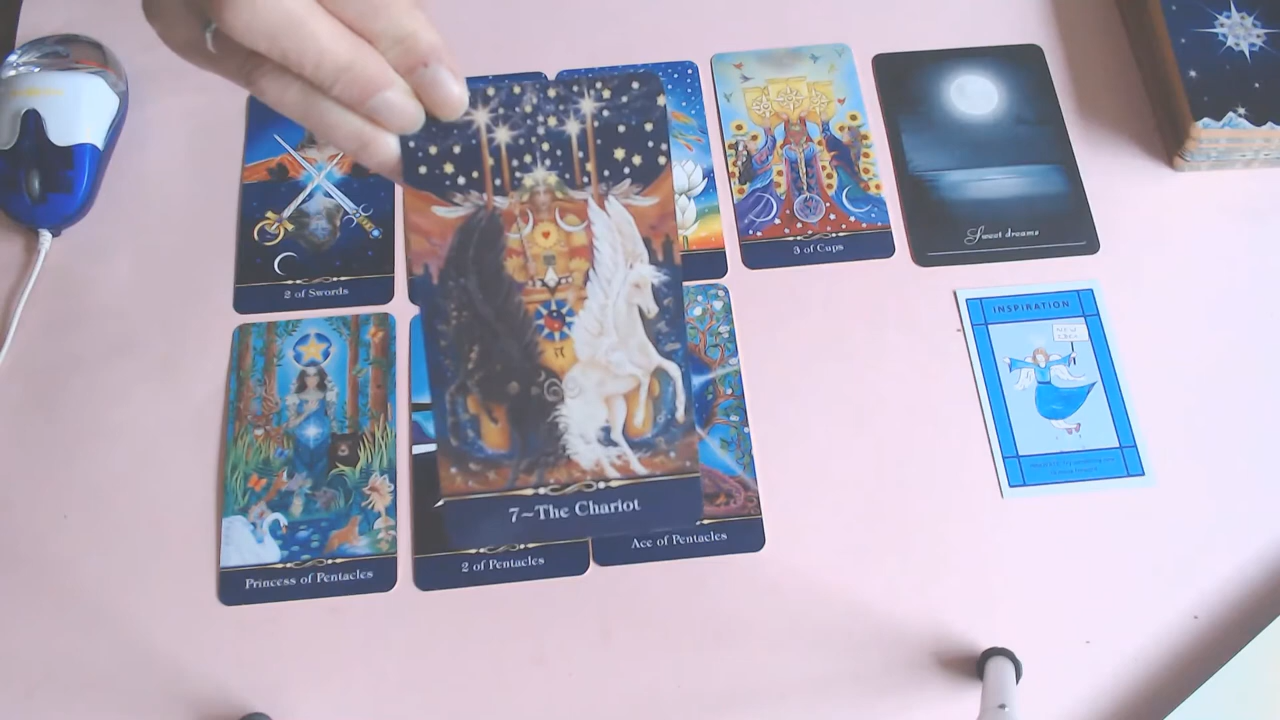 2 of Swords
3 of Cups
Sweet dreams
INSPIRATION
7~The Chariot
Princess of Pentacles
2 of Pentacles
Ace of Pentacles